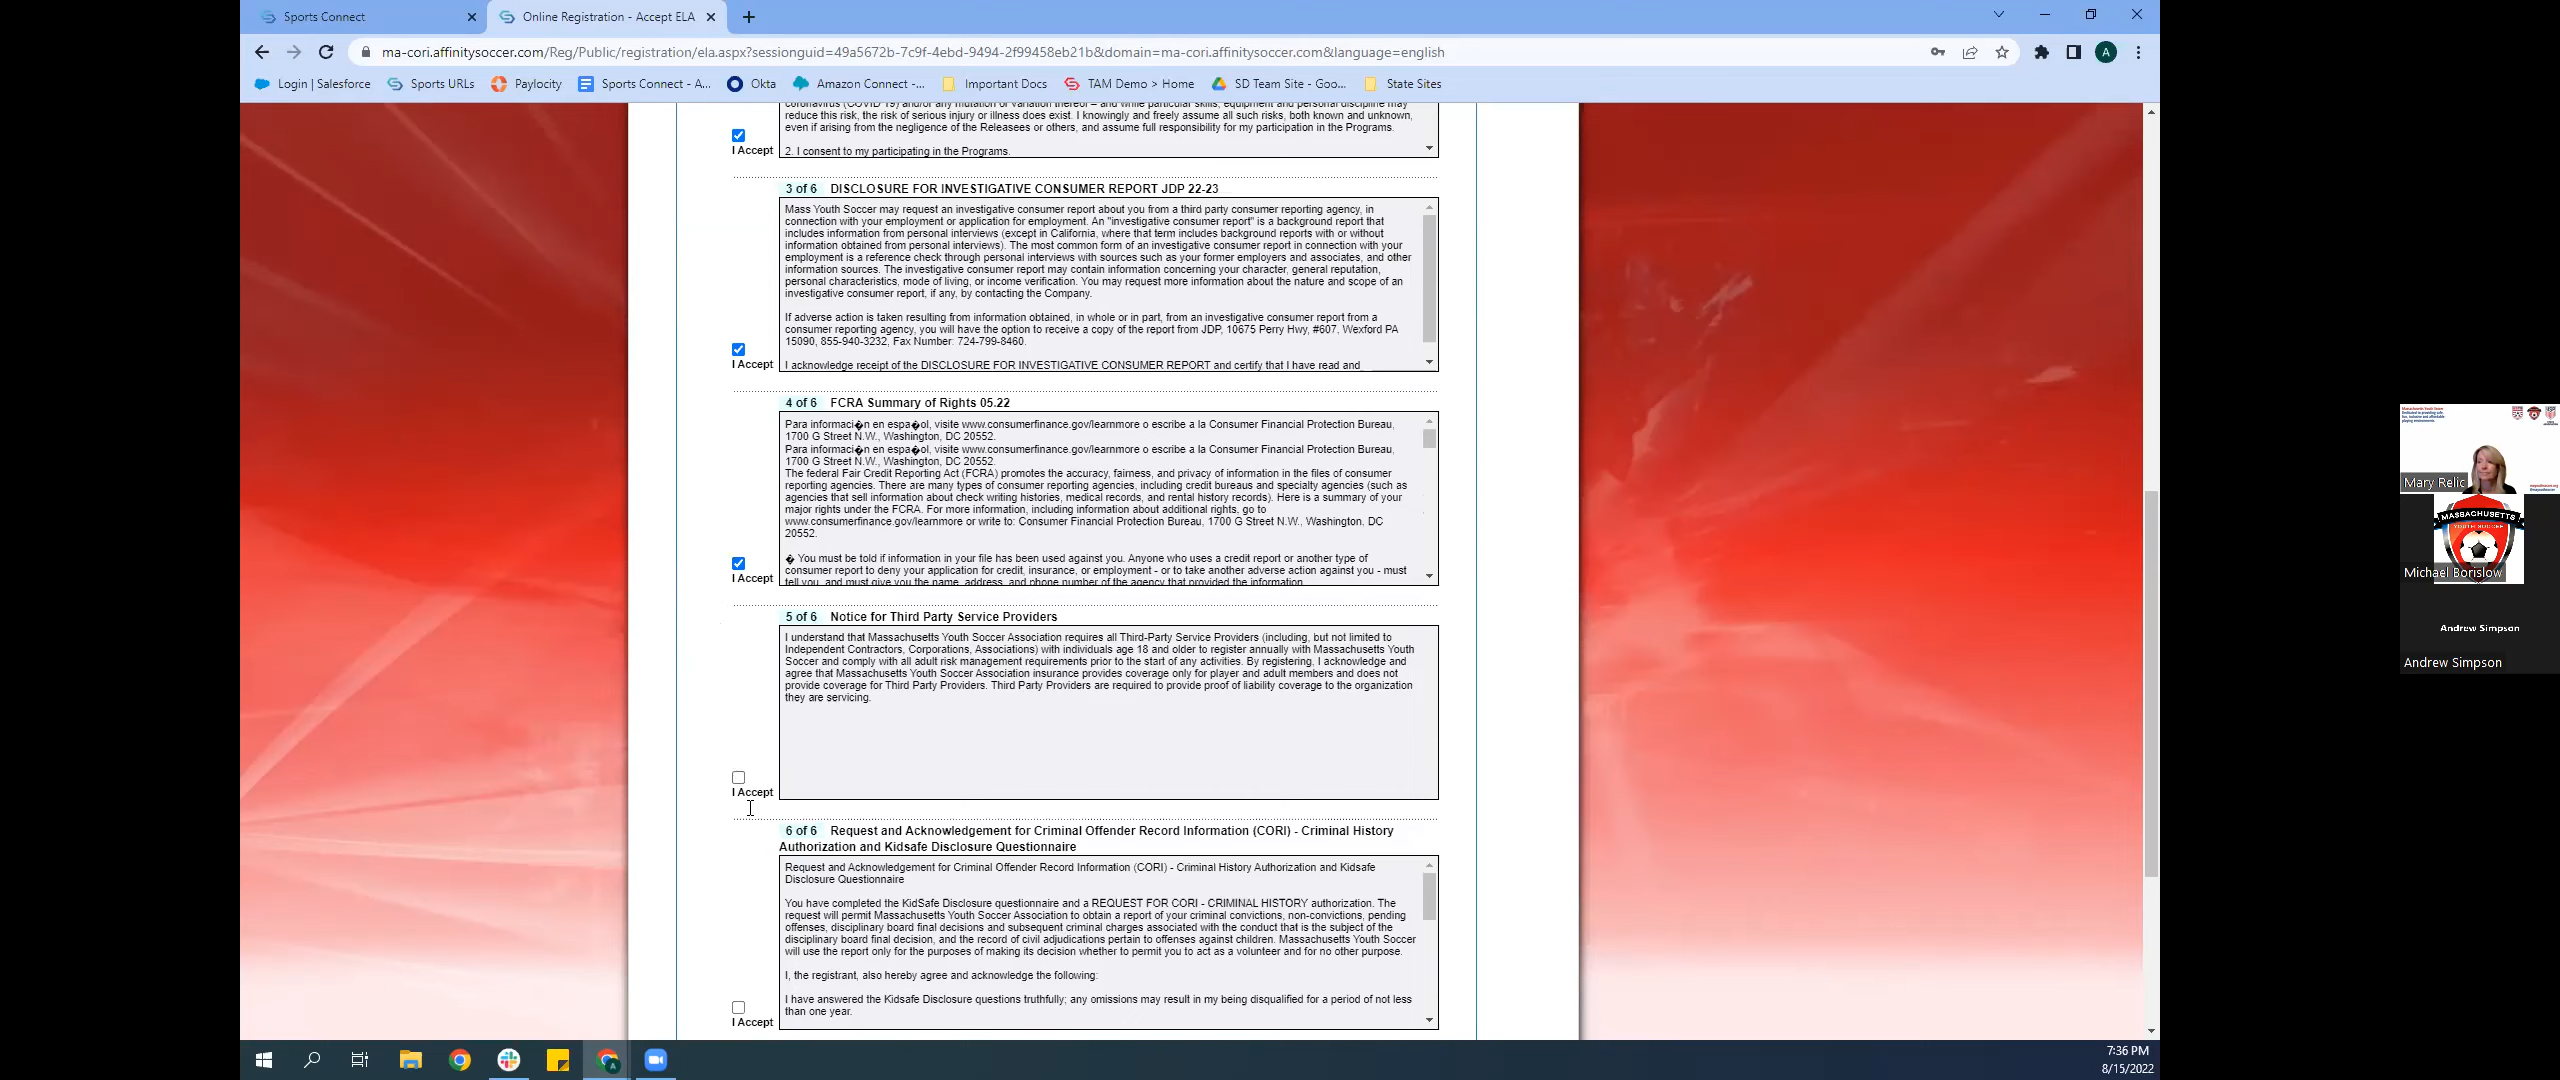 Sports Connect
Online Registration - Accept ELA
ma-cori.affinitysoccer.com/Reg/Public/registration/ela.aspx?sessionguid=49a5672b-7c9f-4ebd-9494-2f99458eb21b&domain=ma-cori.affinitysoccer.com&language=english
A
Login | Salesforce
Sports URLs
Paylocity
Sports Connect - A...
Okta
Amazon Connect -...
Important Docs
TAM Demo > Home
SD Team Site - Goo...
State Sites
coronavirus (COVID 19) and/or any mutation or variation thereof – and while particular skills, equipment and personal discipline may
reduce this risk, the risk of serious injury or illness does exist. I knowingly and freely assume all such risks, both known and unknown,
even if arising from the negligence of the Releasees or others, and assume full responsibility for my participation in the Programs.
2. I consent to my participating in the Programs.
I Accept
3 of 6 DISCLOSURE FOR INVESTIGATIVE CONSUMER REPORT JDP 22-23
Mass Youth Soccer may request an investigative consumer report about you from a third party consumer reporting agency, in
connection with your employment or application for employment. An "investigative consumer report" is a background report that
includes information from personal interviews (except in California, where that term includes background reports with or without
information obtained from personal interviews). The most common form of an investigative consumer report in connection with your
employment is a reference check through personal interviews with sources such as your former employers and associates, and other
information sources. The investigative consumer report may contain information concerning your character, general reputation,
personal characteristics, mode of living, or income verification. You may request more information about the nature and scope of an
investigative consumer report, if any, by contacting the Company.
If adverse action is taken resulting from information obtained, in whole or in part, from an investigative consumer report from a
consumer reporting agency, you will have the option to receive a copy of the report from JDP, 10675 Perry Hwy, #607, Wexford PA
15090, 855-940-3232, Fax Number: 724-799-8460.
I acknowledge receipt of the DISCLOSURE FOR INVESTIGATIVE CONSUMER REPORT and certify that I have read and
I Accept
4 of 6 FCRA Summary of Rights 05.22
Para informaci�n en espa�ol, visite www.consumerfinance.gov/learnmore o escribe a la Consumer Financial Protection Bureau,
1700 G Street N.W., Washington, DC 20552.
Para informaci�n en espa�ol, visite www.consumerfinance.gov/learnmore o escribe a la Consumer Financial Protection Bureau,
1700 G Street N.W., Washington, DC 20552.
The federal Fair Credit Reporting Act (FCRA) promotes the accuracy, fairness, and privacy of information in the files of consumer
reporting agencies. There are many types of consumer reporting agencies, including credit bureaus and specialty agencies (such as
agencies that sell information about check writing histories, medical records, and rental history records). Here is a summary of your
major rights under the FCRA. For more information, including information about additional rights, go to
www.consumerfinance.gov/learnmore or write to: Consumer Financial Protection Bureau, 1700 G Street N.W., Washington, DC
20552.
� You must be told if information in your file has been used against you. Anyone who uses a credit report or another type of
consumer report to deny your application for credit, insurance, or employment - or to take another adverse action against you - must
tell you, and must give you the name, address, and phone number of the agency that provided the information.
I Accept
5 of 6 Notice for Third Party Service Providers
I understand that Massachusetts Youth Soccer Association requires all Third-Party Service Providers (including, but not limited to
Independent Contractors, Corporations, Associations) with individuals age 18 and older to register annually with Massachusetts Youth
Soccer and comply with all adult risk management requirements prior to the start of any activities. By registering, I acknowledge and
agree that Massachusetts Youth Soccer Association insurance provides coverage only for player and adult members and does not
provide coverage for Third Party Providers. Third Party Providers are required to provide proof of liability coverage to the organization
they are servicing.
I Accept
6 of 6 Request and Acknowledgement for Criminal Offender Record Information (CORI) - Criminal History
Authorization and Kidsafe Disclosure Questionnaire
Request and Acknowledgement for Criminal Offender Record Information (CORI) - Criminal History Authorization and Kidsafe
Disclosure Questionnaire
You have completed the KidSafe Disclosure questionnaire and a REQUEST FOR CORI - CRIMINAL HISTORY authorization. The
request will permit Massachusetts Youth Soccer Association to obtain a report of your criminal convictions, non-convictions, pending
offenses, disciplinary board final decisions and subsequent criminal charges associated with the conduct that is the subject of the
disciplinary board final decision, and the record of civil adjudications pertain to offenses against children. Massachusetts Youth Soccer
will use the report only for the purposes of making its decision whether to permit you to act as a volunteer and for no other purpose.
I, the registrant, also hereby agree and acknowledge the following:
I have answered the Kidsafe Disclosure questions truthfully; any omissions may result in my being disqualified for a period of not less
than one year.
I Accept
Mary Relic
MASSACHUSETTS
YOUTH SOCCER
Michael Borislow
Andrew Simpson
Andrew Simpson
7:36 PM
8/15/2022